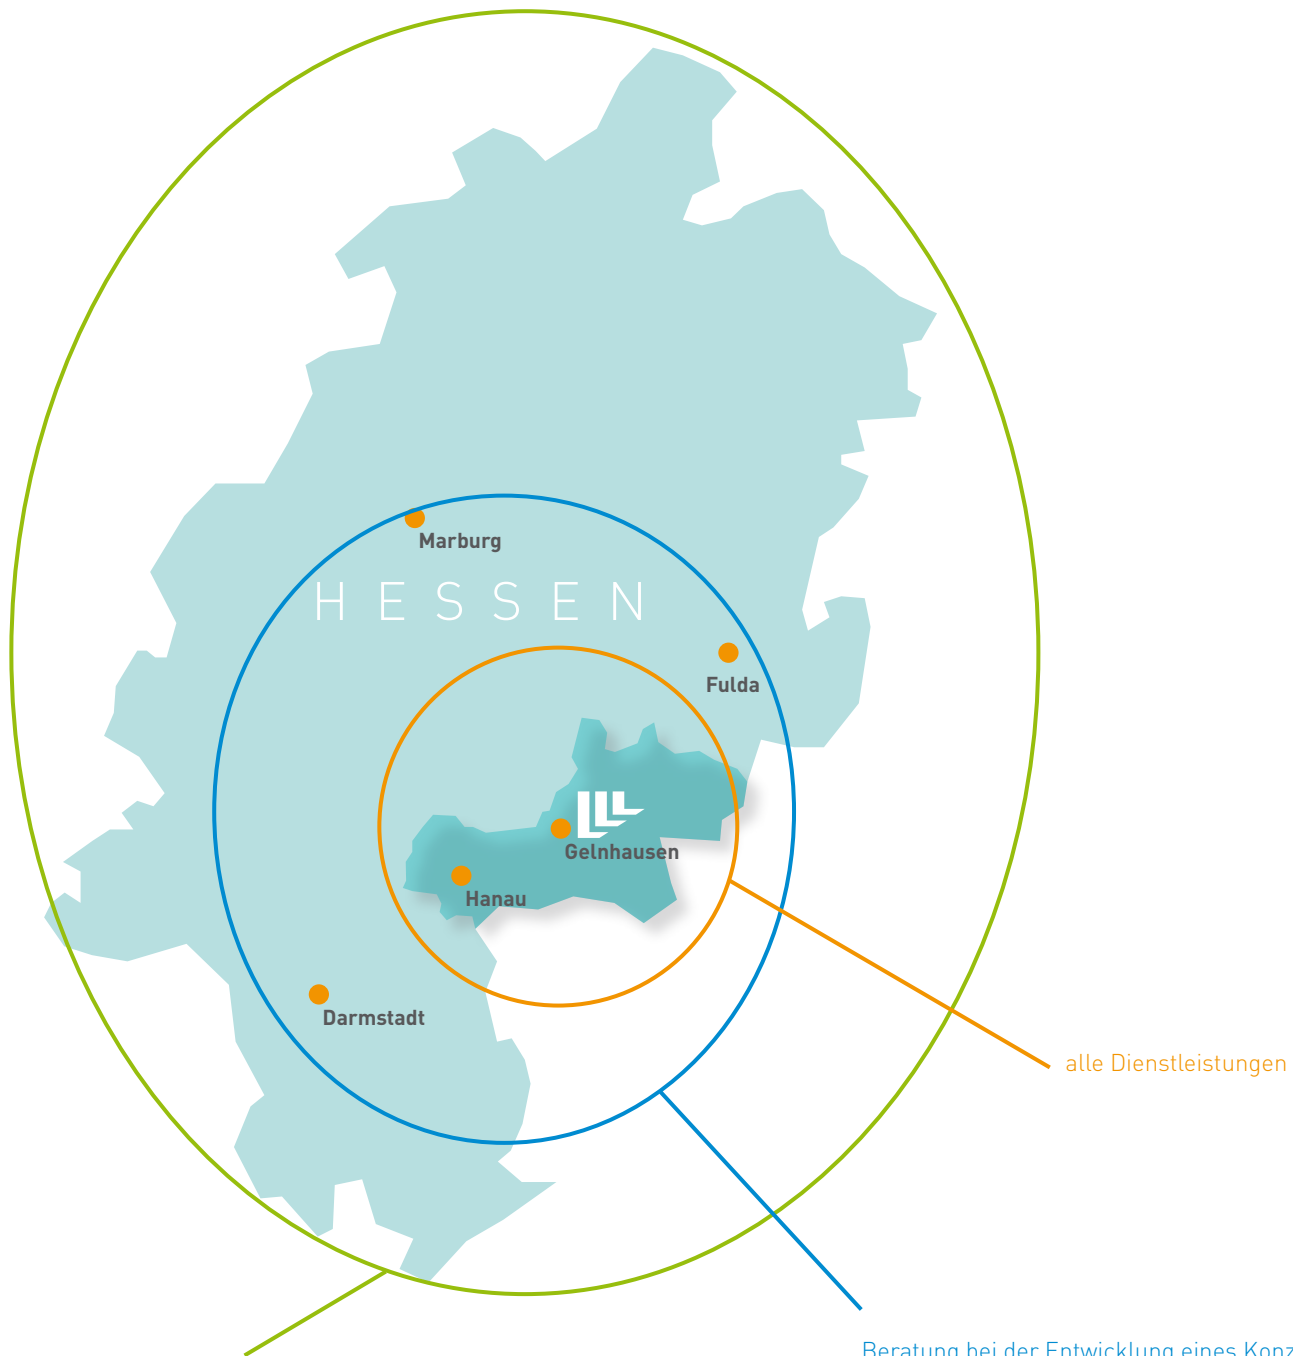 Marburg
HESSEN
Fulda
Gelnhausen
Hanau
Darmstadt
alle Dienstleistungen
Beratung bei der Entwicklung eines